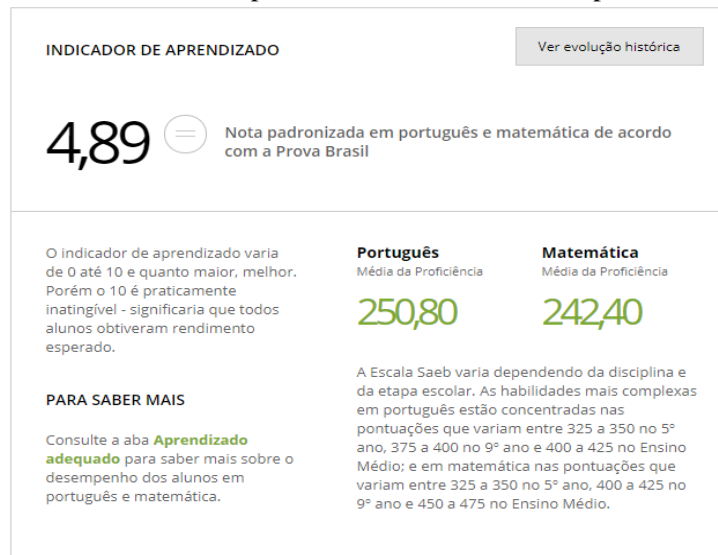 INDICADOR DE APRENDIZADO
Ver evolução histórica
4,89
Nota padronizada em português e matemática de acordo
com a Prova Brasil
O indicador de aprendizado varia
de 0 até 10 e quanto maior, melhor.
Porém o 10 é praticamente
inatingível - significaria que todos
alunos obtiveram rendimento
esperado.
PARA SABER MAIS
Consulte a aba Aprendizado
adequado para saber mais sobre o
desempenho dos alunos em
português e matemática.
Português
Média da Proficiência
250,80
Matemática
Média da Proficiência
242,40
A Escala Saeb varia dependendo da disciplina e
da etapa escolar. As habilidades mais complexas
em português estão concentradas nas
pontuações que variam entre 325 a 350 no 5º
ano, 375 a 400 no 9º ano e 400 a 425 no Ensino
Médio; e em matemática nas pontuações que
variam entre 325 a 350 no 5º ano, 400 a 425 no
9º ano e 450 a 475 no Ensino Médio.